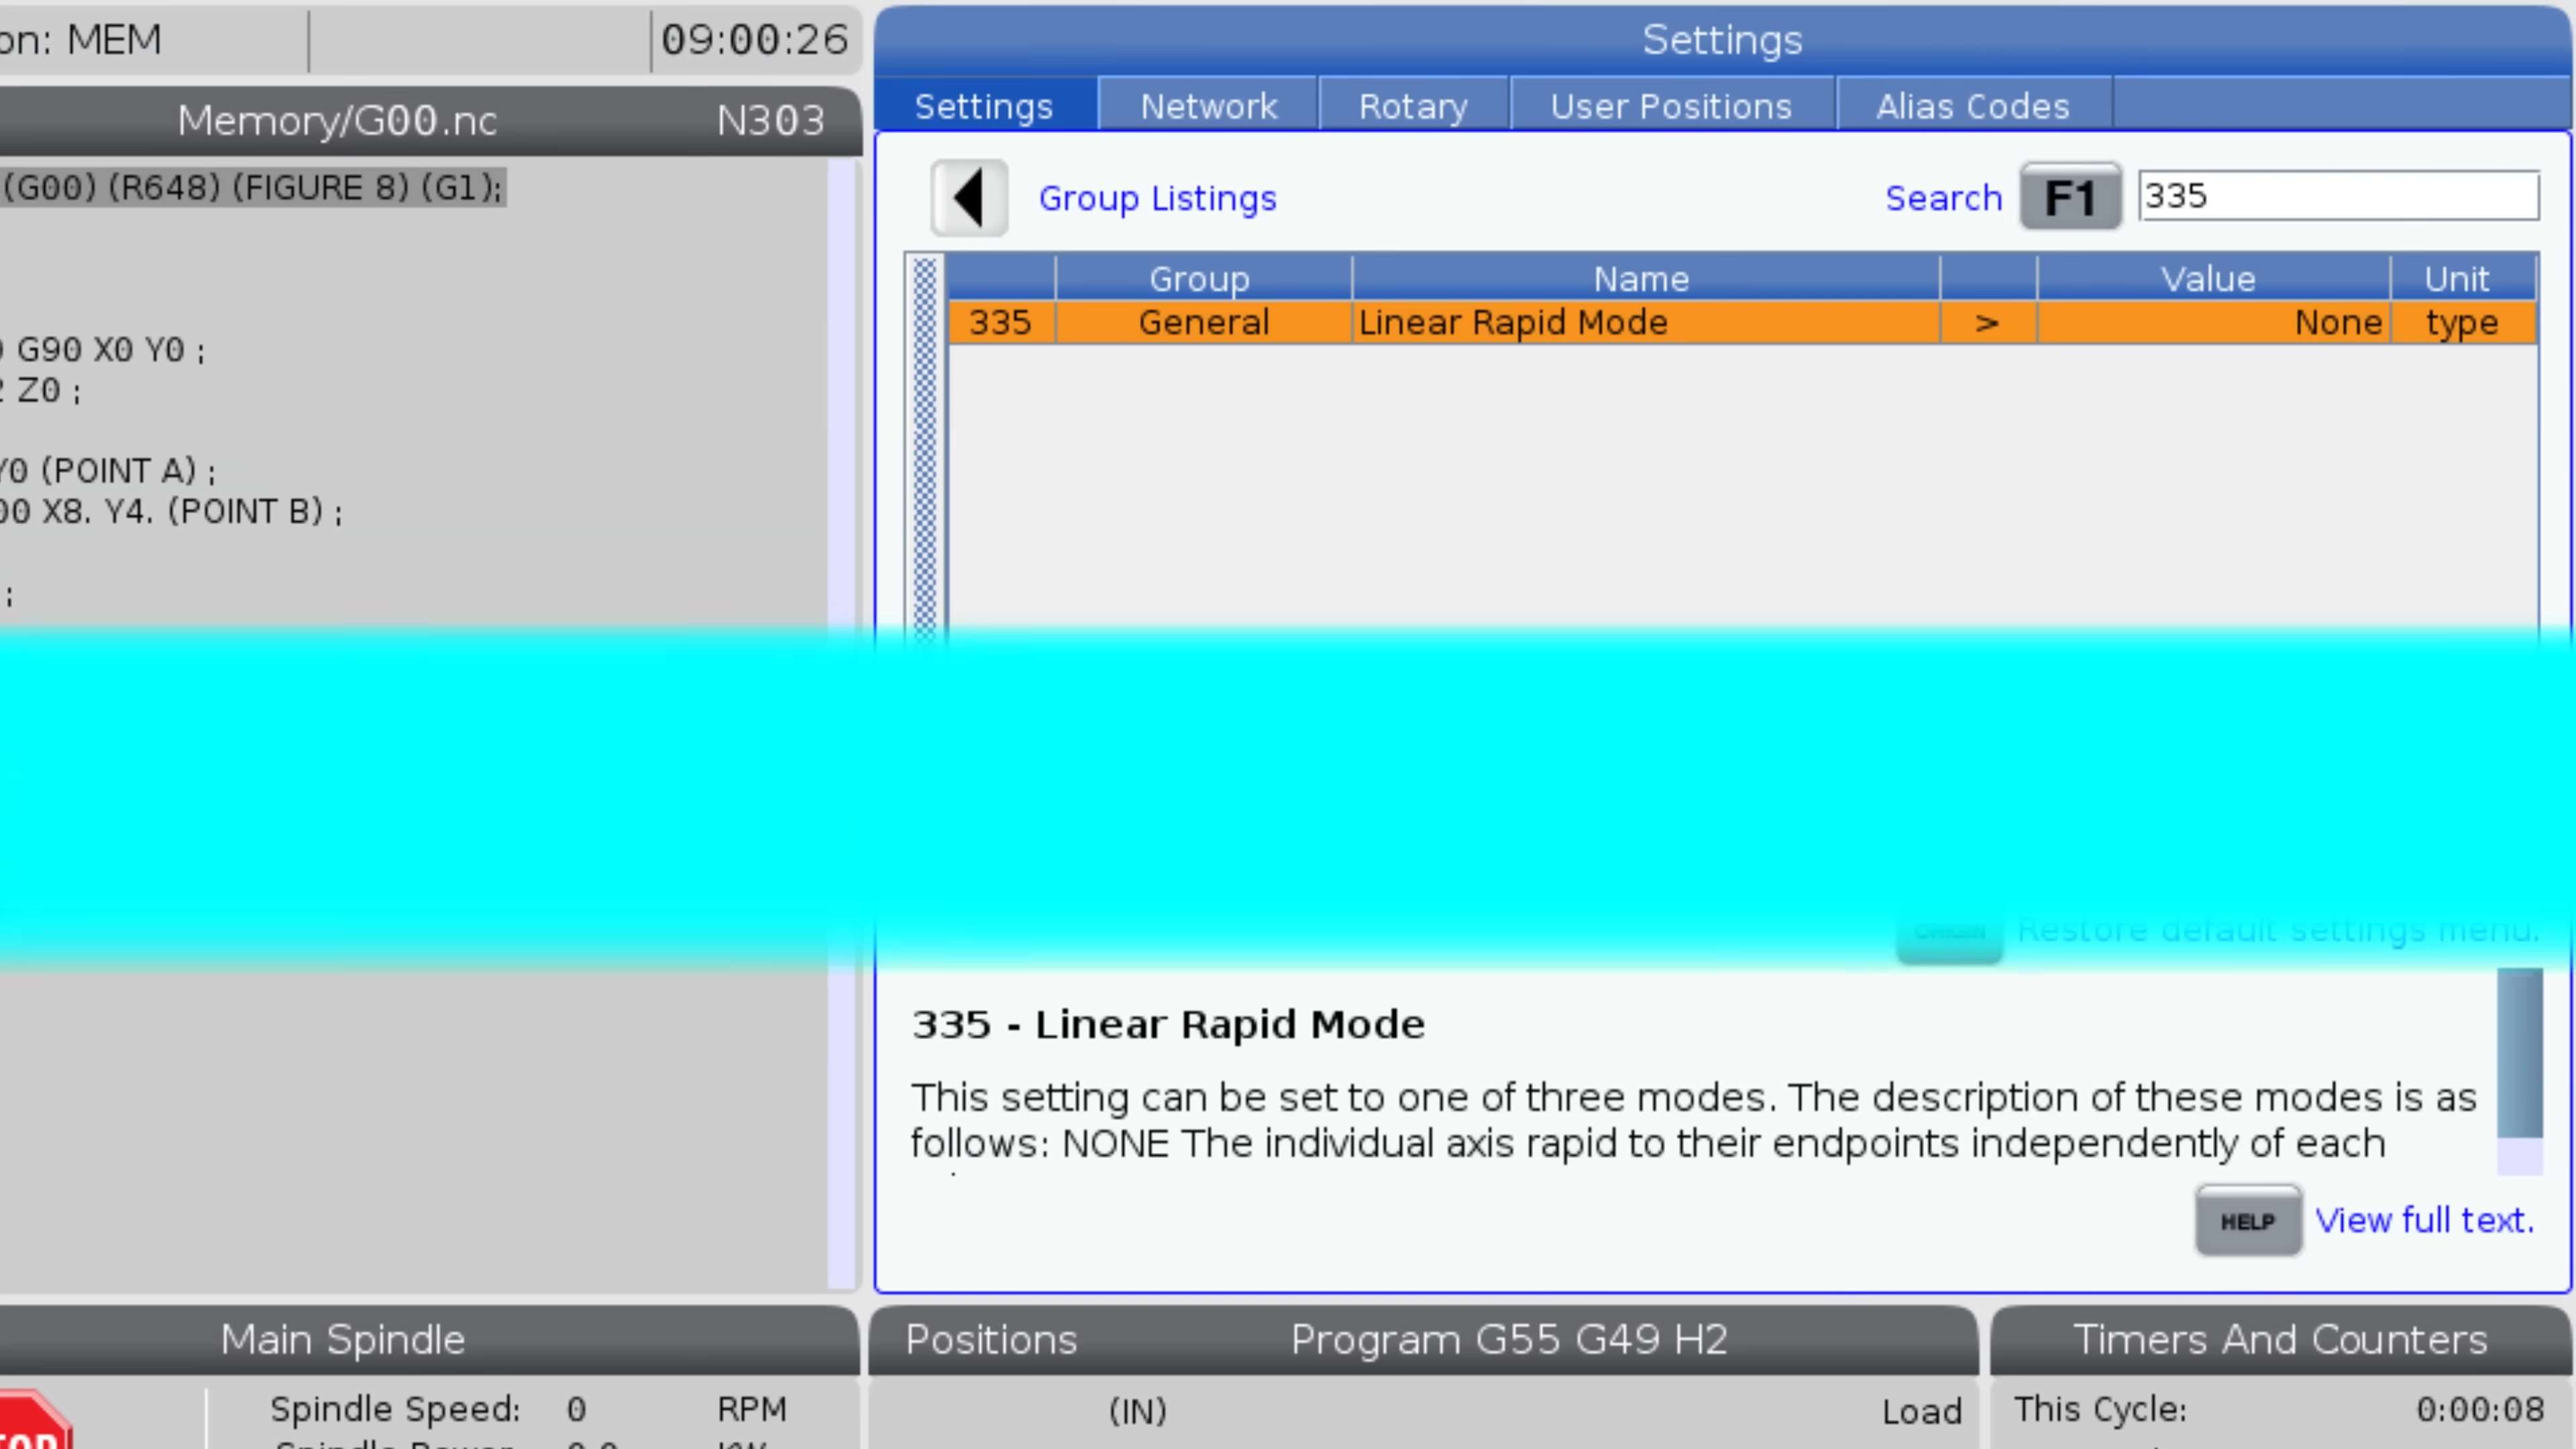 on: MEM
09:00:26
Memory/G00.nc N303
(G00) (R648) (FIGURE 8) (G1);
G90 X0 Y0 ;
Z0 ;
Y0 (POINT A) ;
00 X8. Y4. (POINT B) ;
;
Settings
Settings Network Rotary User Positions Alias Codes
Group Listings Search F1 335
Group Name Value Unit
335 General Linear Rapid Mode > None type
Restore default settings menu.
335 - Linear Rapid Mode
This setting can be set to one of three modes. The description of these modes is as
follows: NONE The individual axis rapid to their endpoints independently of each
HELP View full text.
Main Spindle
Spindle Speed: 0 RPM
Positions Program G55 G49 H2
(IN) Load
Timers And Counters
This Cycle: 0:00:08